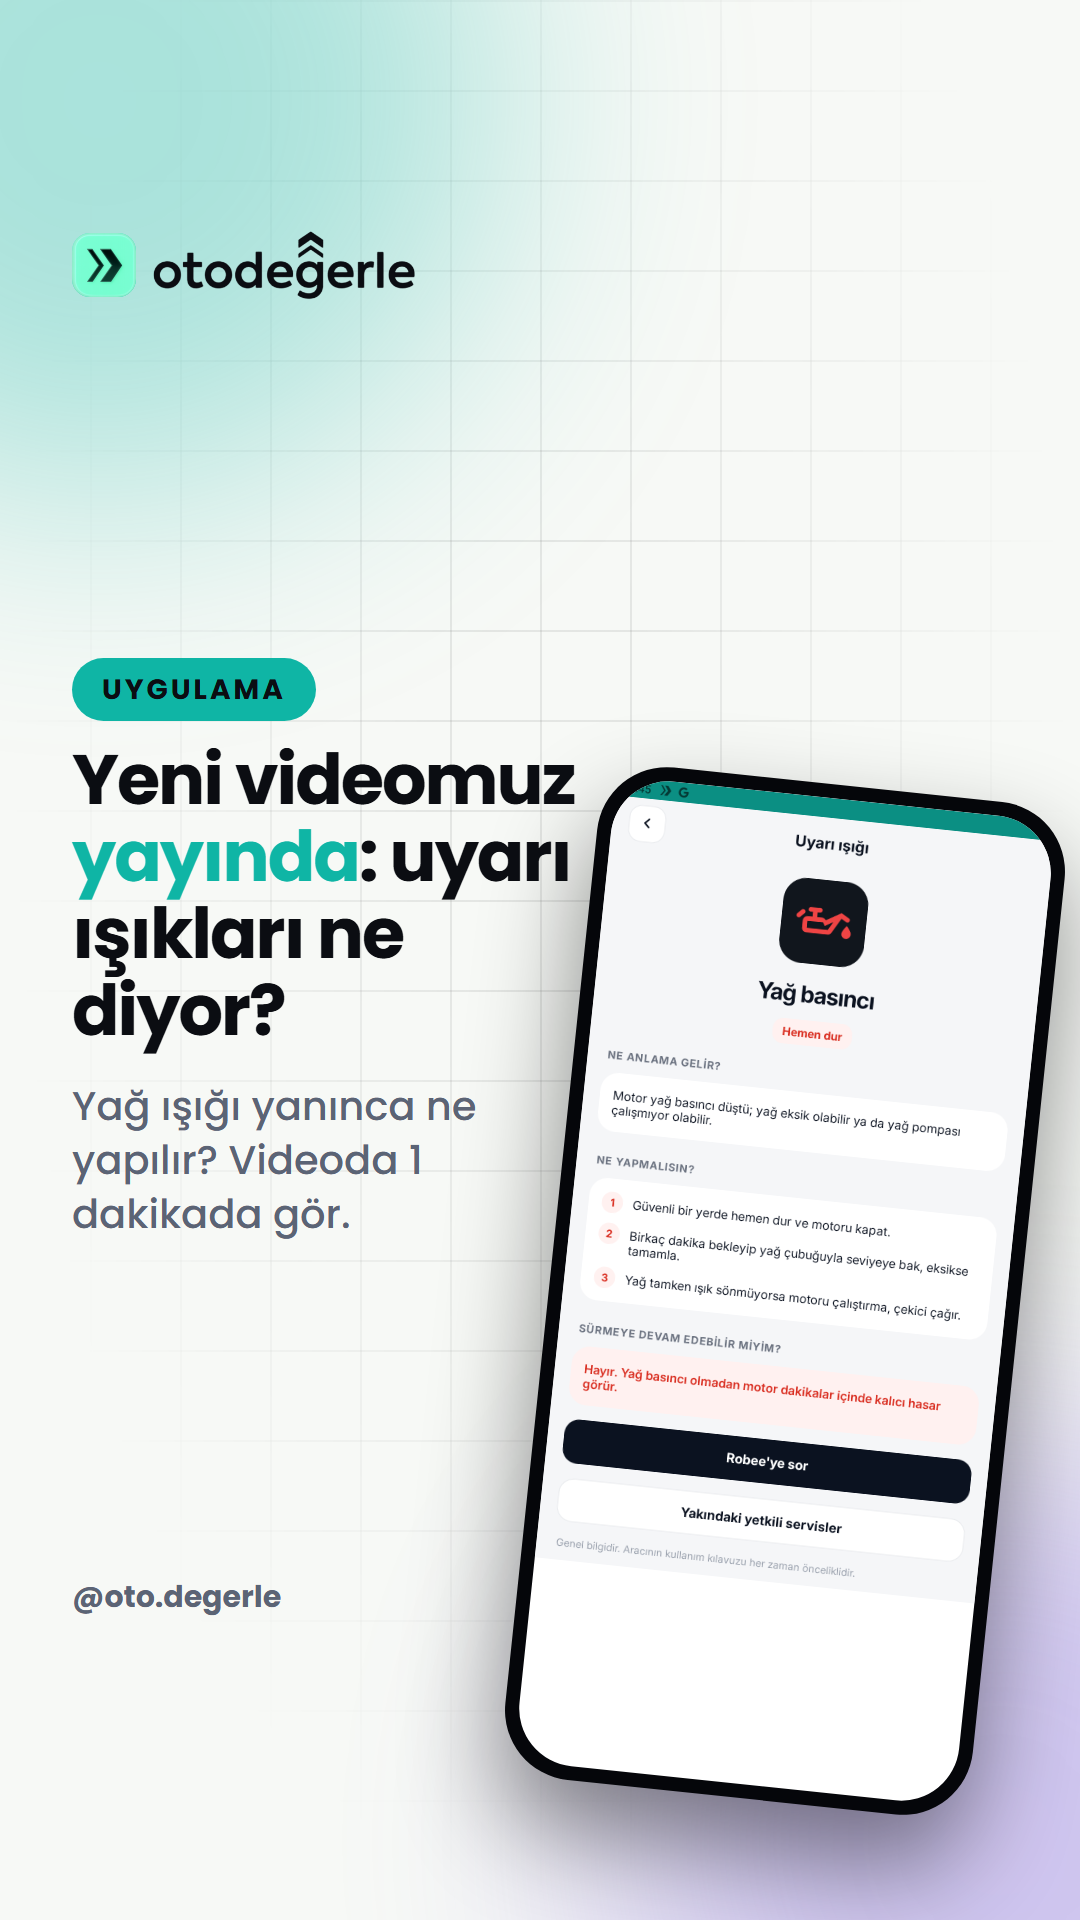 otodeğerle
UYGULAMA
Yeni videomuz
yayında: uyarı
ışıkları ne
diyor?
Yağ ışığı yanınca ne
yapılır? Videoda 1
dakikada gör.
@oto.degerle
G
Uyarı ışığı
Yağ basıncı
Hemen dur
NE ANLAMA GELİR?
Motor yağ basıncı düştü; yağ eksik olabilir ya da yağ pompası
çalışmıyor olabilir.
NE YAPMALISIN?
1 Güvenli bir yerde hemen dur ve motoru kapat.
2 Birkaç dakika bekleyip yağ çubuğuyla seviyeye bak, eksikse
tamamla.
3 Yağ tamken ışık sönmüyorsa motoru çalıştırma, çekici çağır.
SÜRMEYE DEVAM EDEBİLİR MİYİM?
Hayır. Yağ basıncı olmadan motor dakikalar içinde kalıcı hasar
görür.
Robee'ye sor
Yakındaki yetkili servisler
Genel bilgidir. Aracının kullanım kılavuzu her zaman önceliklidir.